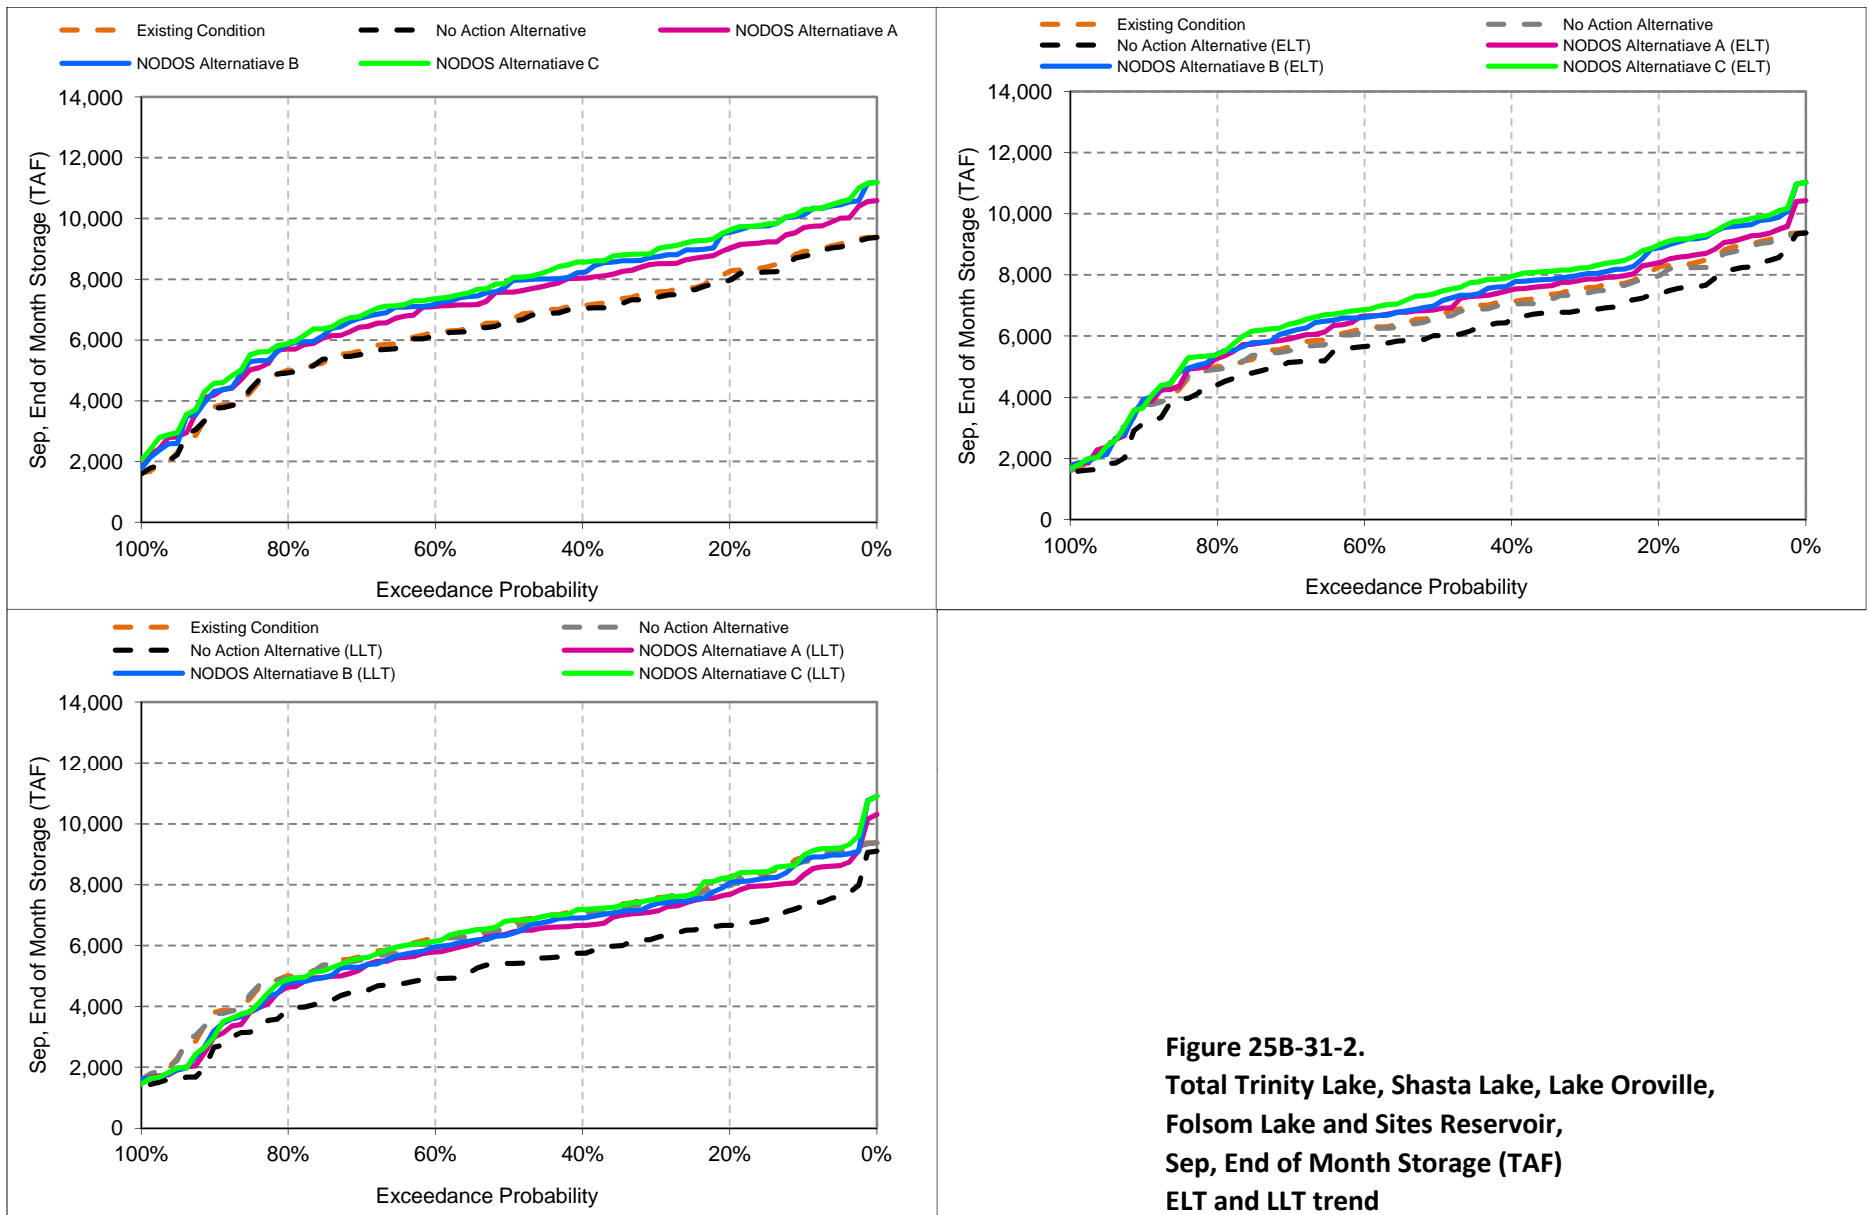 Existing Condition No Action Alternative NODOS Alternatiave A
NODOS Alternatiave B NODOS Alternatiave C
14,000
12,000
10,000
8,000
6,000
4,000
2,000
0
Sep, End of Month Storage (TAF)
100% 80% 60% 40% 20% 0%
Exceedance Probability
Existing Condition No Action Alternative
No Action Alternative (ELT) NODOS Alternatiave A (ELT)
NODOS Alternatiave B (ELT) NODOS Alternatiave C (ELT)
14,000
12,000
10,000
8,000
6,000
4,000
2,000
0
Sep, End of Month Storage (TAF)
100% 80% 60% 40% 20% 0%
Exceedance Probability
Existing Condition No Action Alternative
No Action Alternative (LLT) NODOS Alternatiave A (LLT)
NODOS Alternatiave B (LLT) NODOS Alternatiave C (LLT)
14,000
12,000
10,000
8,000
6,000
4,000
2,000
0
Sep, End of Month Storage (TAF)
100% 80% 60% 40% 20% 0%
Exceedance Probability
Figure 25B-31-2.
Total Trinity Lake, Shasta Lake, Lake Oroville,
Folsom Lake and Sites Reservoir,
Sep, End of Month Storage (TAF)
ELT and LLT trend